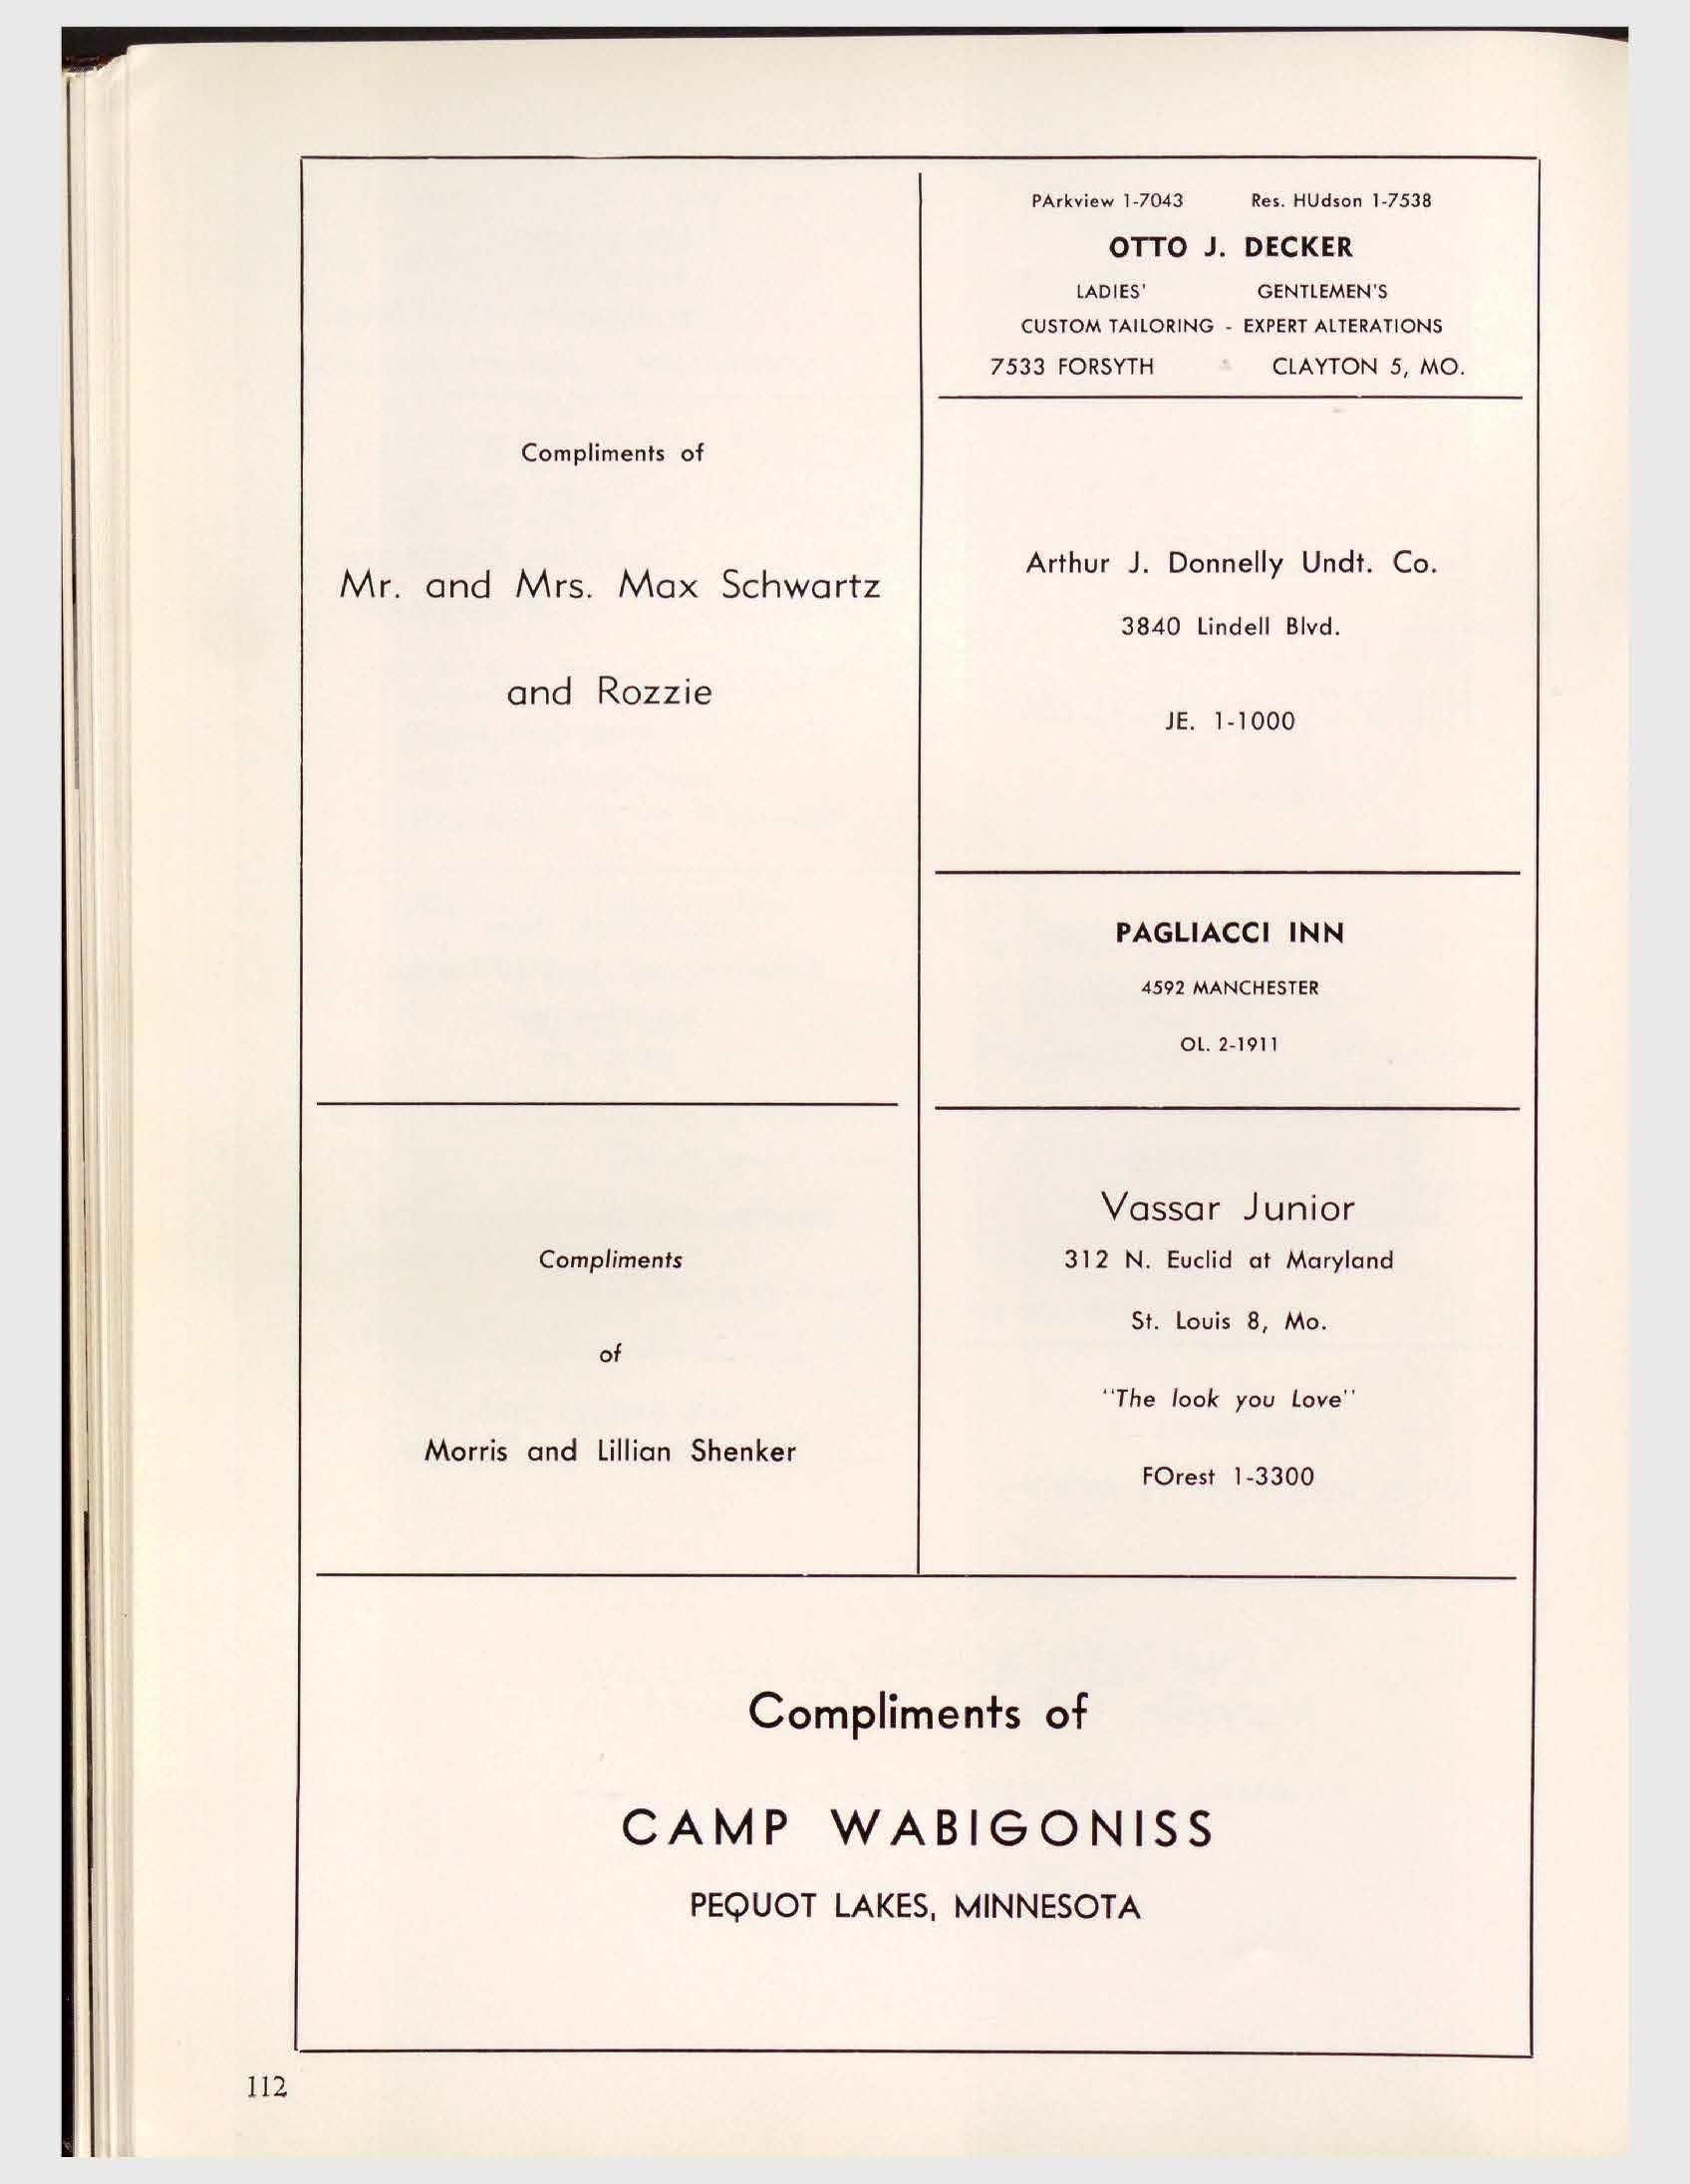 Compliments of
Mr. and Mrs. Max Schwartz
and Rozzie
Compliments
of
Morris and Lillian Shenker
PArkview 1-7043 Res. HUdson 1-7538
OTTO J. DECKER
LADIES' GENTLEMEN'S
CUSTOM TAILORING - EXPERT ALTERATIONS
7533 FORSYTH CLAYTON 5, MO.
Arthur J. Donnelly Undt. Co.
3840 Lindell Blvd.
JE. 1-1000
PAGLIACCI INN
4592 MANCHESTER
OL. 2-1911
Vassar Junior
312 N. Euclid at Maryland
St. Louis 8, Mo.
"The look you Love"
FOrest 1-3300
Compliments of
CAMP WABIGONISS
PEQUOT LAKES, MINNESOTA
112